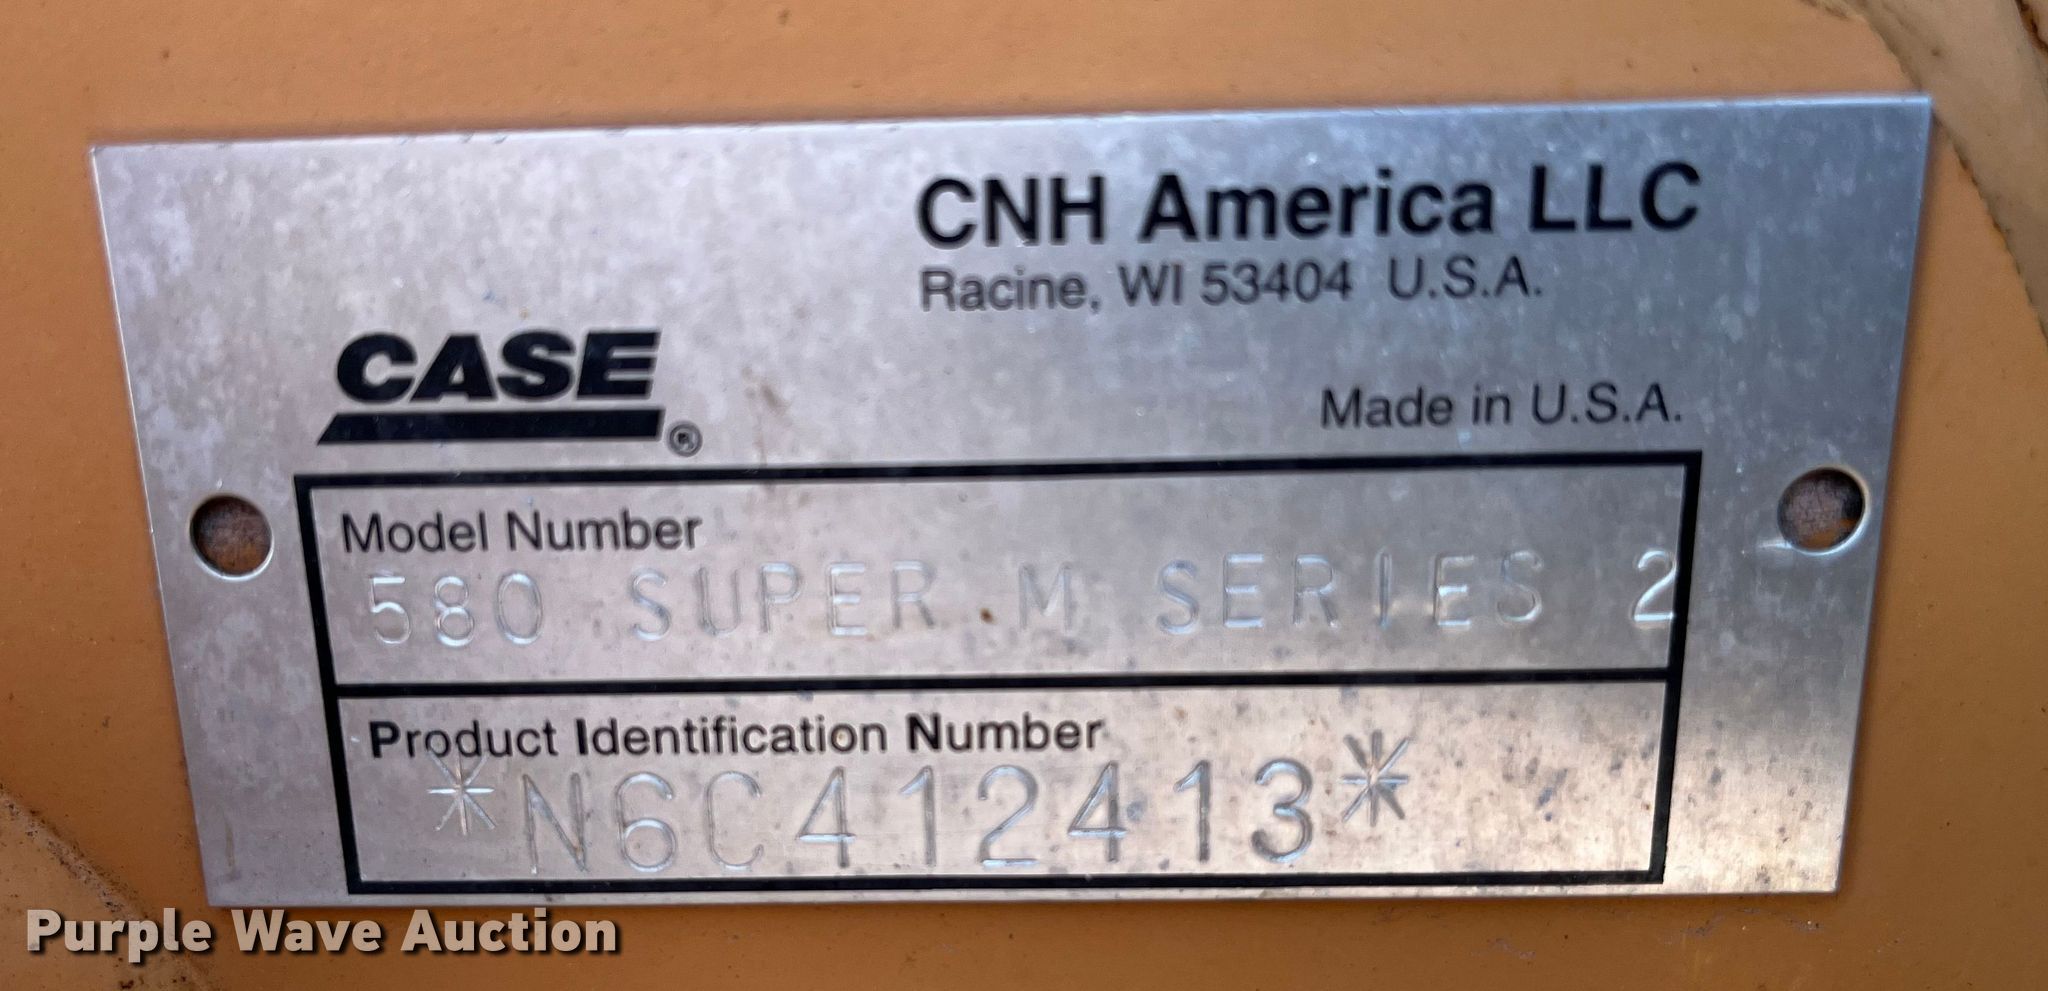 CNH America LLC
Racine, WI 53404 U.S.A.
CASE®
Made in U.S.A.
Model Number
580 SUPER M SERIES 2
Product Identification Number
*N6C412413*
Purple Wave Auction